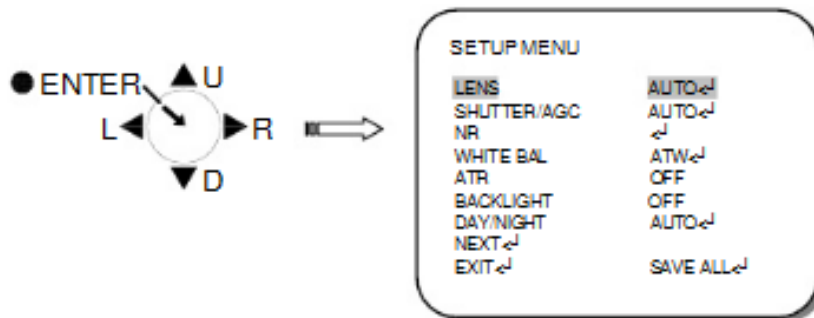 SETUP MENU
● ENTER
▲ U
L ◀
▶ R
▼ D
LENS AUTO↵
SHUTTER/AGC AUTO↵
NR ↵
WHITE BAL ATW↵
ATR OFF
BACKLIGHT OFF
DAY/NIGHT AUTO↵
NEXT↵
EXIT↵ SAVE ALL↵